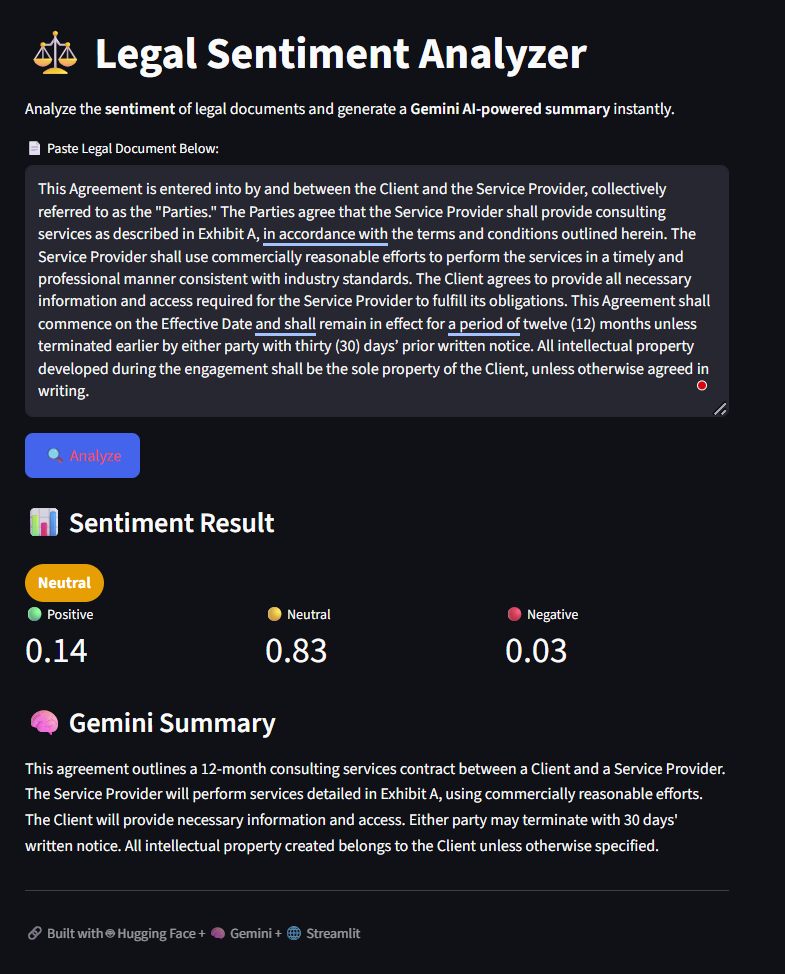 Legal Sentiment Analyzer
Analyze the sentiment of legal documents and generate a Gemini AI-powered summary instantly.
Paste Legal Document Below:
This Agreement is entered into by and between the Client and the Service Provider, collectively
referred to as the "Parties." The Parties agree that the Service Provider shall provide consulting
services as described in Exhibit A, in accordance with the terms and conditions outlined herein. The
Service Provider shall use commercially reasonable efforts to perform the services in a timely and
professional manner consistent with industry standards. The Client agrees to provide all necessary
information and access required for the Service Provider to fulfill its obligations. This Agreement shall
commence on the Effective Date and shall remain in effect for a period of twelve (12) months unless
terminated earlier by either party with thirty (30) days’ prior written notice. All intellectual property
developed during the engagement shall be the sole property of the Client, unless otherwise agreed in
writing.
Analyze
Sentiment Result
Neutral
Positive Neutral Negative
0.14 0.83 0.03
Gemini Summary
This agreement outlines a 12-month consulting services contract between a Client and a Service Provider.
The Service Provider will perform services detailed in Exhibit A, using commercially reasonable efforts.
The Client will provide necessary information and access. Either party may terminate with 30 days'
written notice. All intellectual property created belongs to the Client unless otherwise specified.
Built with Hugging Face + Gemini + Streamlit